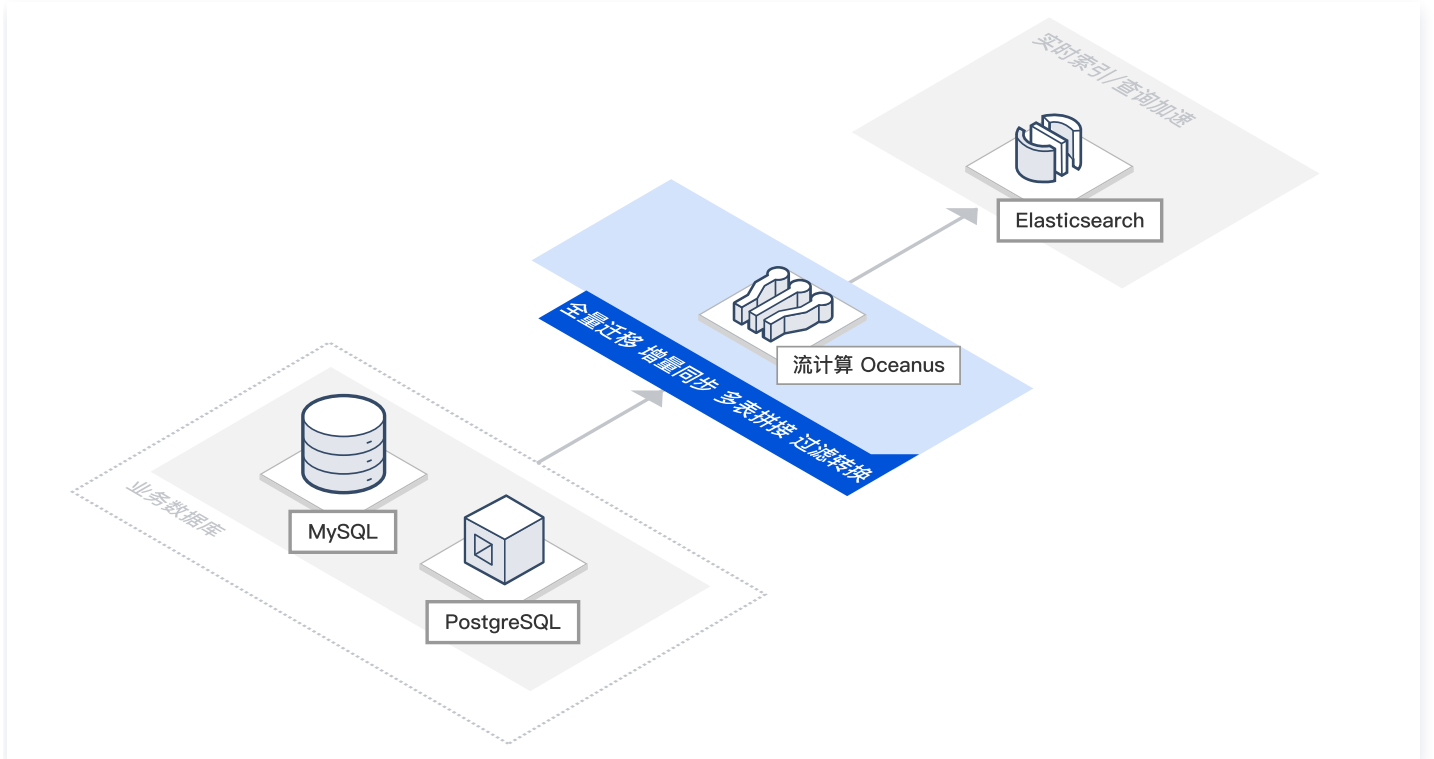 实时索引/查询加速
Elasticsearch
流计算 Oceanus
全量迁移 增量同步 多表拼接 过滤转换
业务数据库
MySQL
PostgreSQL